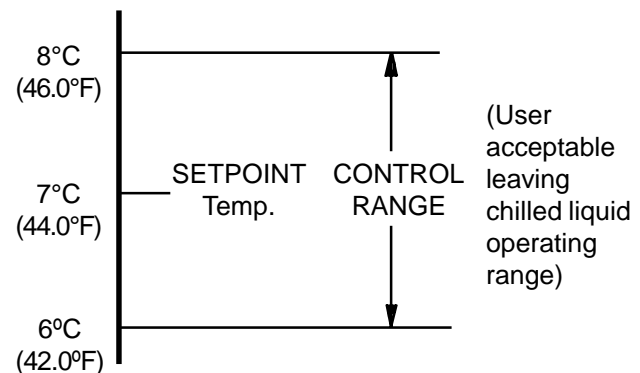 8°C
(46.0°F)
7°C
(44.0°F)
6ºC
(42.0ºF)
SETPOINT
Temp.
CONTROL
RANGE
(User
acceptable
leaving
chilled liquid
operating
range)